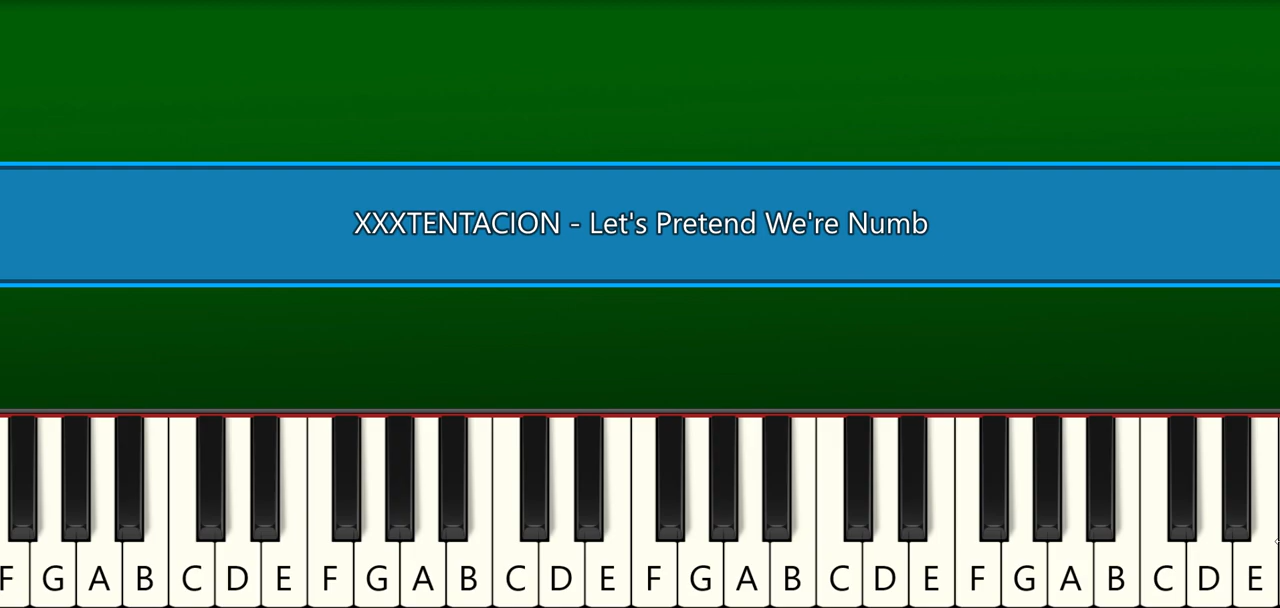 XXXTENTACION - Let's Pretend We're Numb
F G A B C D E F G A B C D E F G A B C D E F G A B C D E